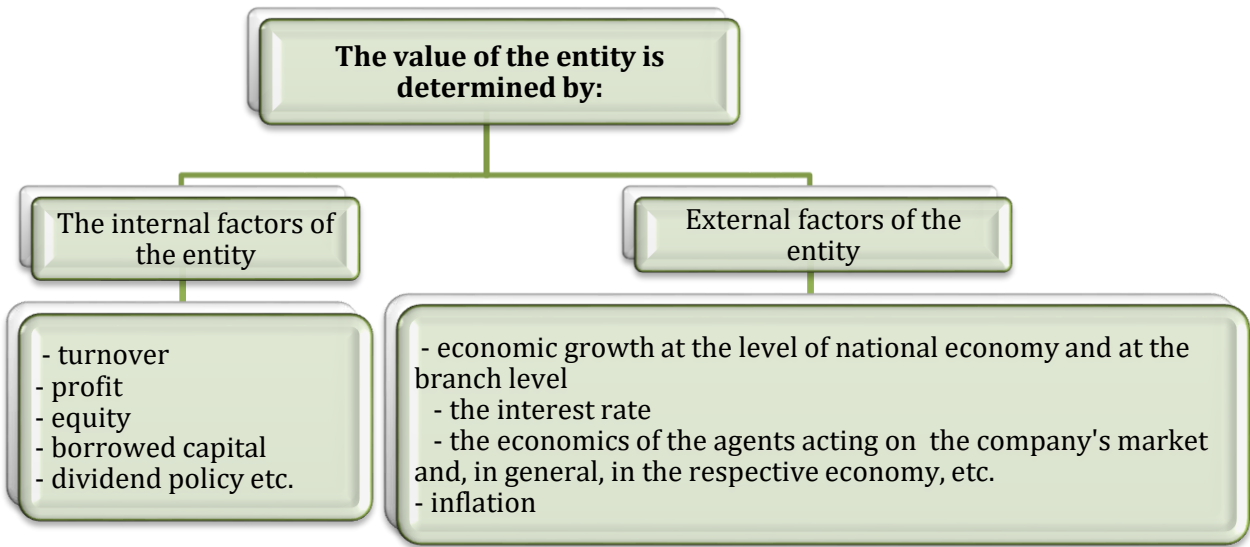 The value of the entity is
determined by:
The internal factors of
the entity
External factors of the
entity
- turnover
- profit
- equity
- borrowed capital
- dividend policy etc.
- economic growth at the level of national economy and at the
branch level
- the interest rate
- the economics of the agents acting on  the company's market
and, in general, in the respective economy, etc.
- inflation